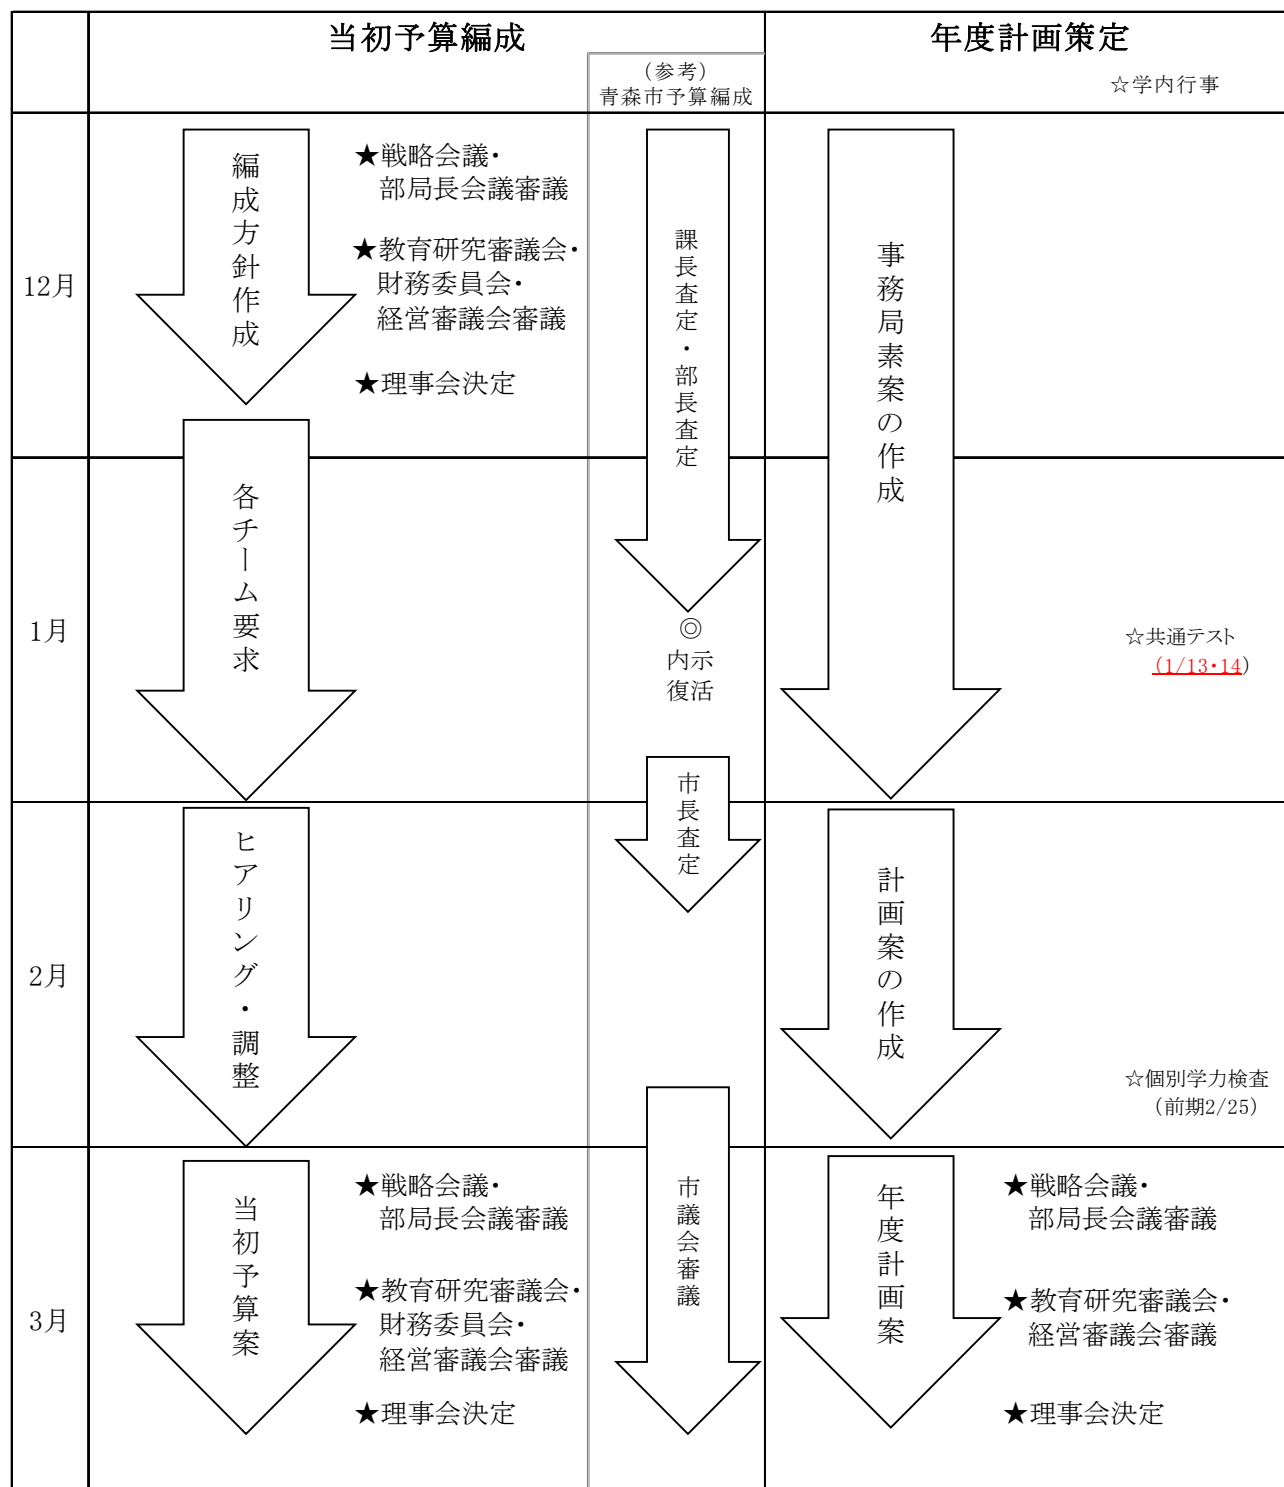 当初予算編成
年度計画策定
(参考)
青森市予算編成
☆学内行事
12月
編成方針作成
★戦略会議・
部局長会議審議
★教育研究審議会・
財務委員会・
経営審議会審議
★理事会決定
課長査定・部長査定
事務局素案の作成
1月
各チーム要求
◎
内示
復活
☆共通テスト
(1/13・14)
市長査定
2月
ヒアリング・調整
計画案の作成
☆個別学力検査
(前期2/25)
3月
当初予算案
★戦略会議・
部局長会議審議
★教育研究審議会・
財務委員会・
経営審議会審議
★理事会決定
市議会審議
年度計画案
★戦略会議・
部局長会議審議
★教育研究審議会・
経営審議会審議
★理事会決定